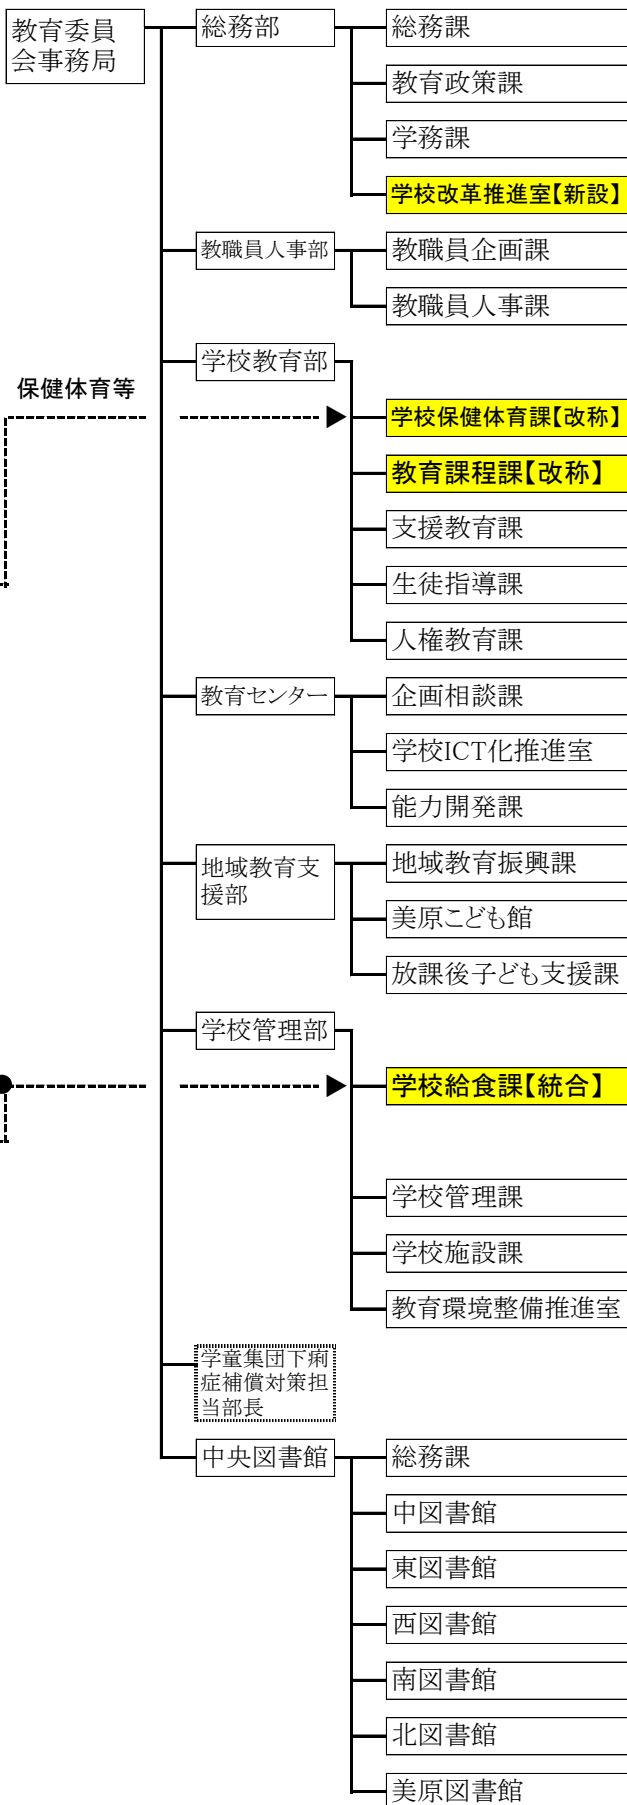 教育委員
会事務局
総務部
総務課
教育政策課
学務課
学校改革推進室【新設】
教職員人事部
教職員企画課
教職員人事課
学校教育部
保健体育等
学校保健体育課【改称】
教育課程課【改称】
支援教育課
生徒指導課
人権教育課
教育センター
企画相談課
学校ICT化推進室
能力開発課
地域教育支
援部
地域教育振興課
美原こども館
放課後子ども支援課
学校管理部
学校給食課【統合】
学校管理課
学校施設課
教育環境整備推進室
学童集団下痢
症補償対策担
当部長
中央図書館
総務課
中図書館
東図書館
西図書館
南図書館
北図書館
美原図書館